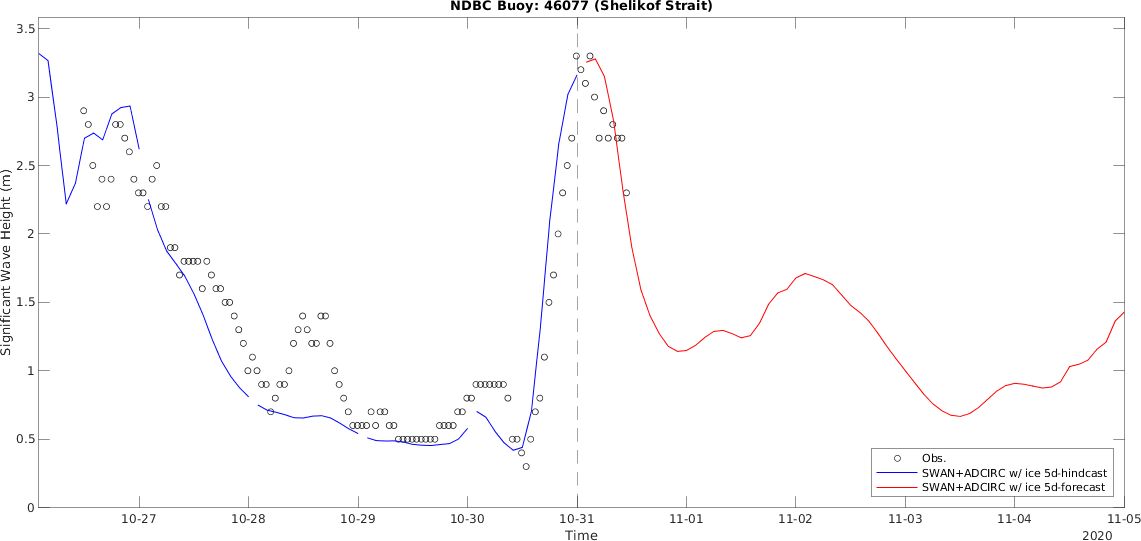 NDBC Buoy: 46077 (Shelikof Strait)
3.5
3
2.5
2
1.5
1
0.5
0
Significant Wave Height (m)
Obs.
SWAN+ADCIRC w/ ice 5d-hindcast
SWAN+ADCIRC w/ ice 5d-forecast
10-27 10-28 10-29 10-30 10-31 11-01 11-02 11-03 11-04 11-05
Time
2020